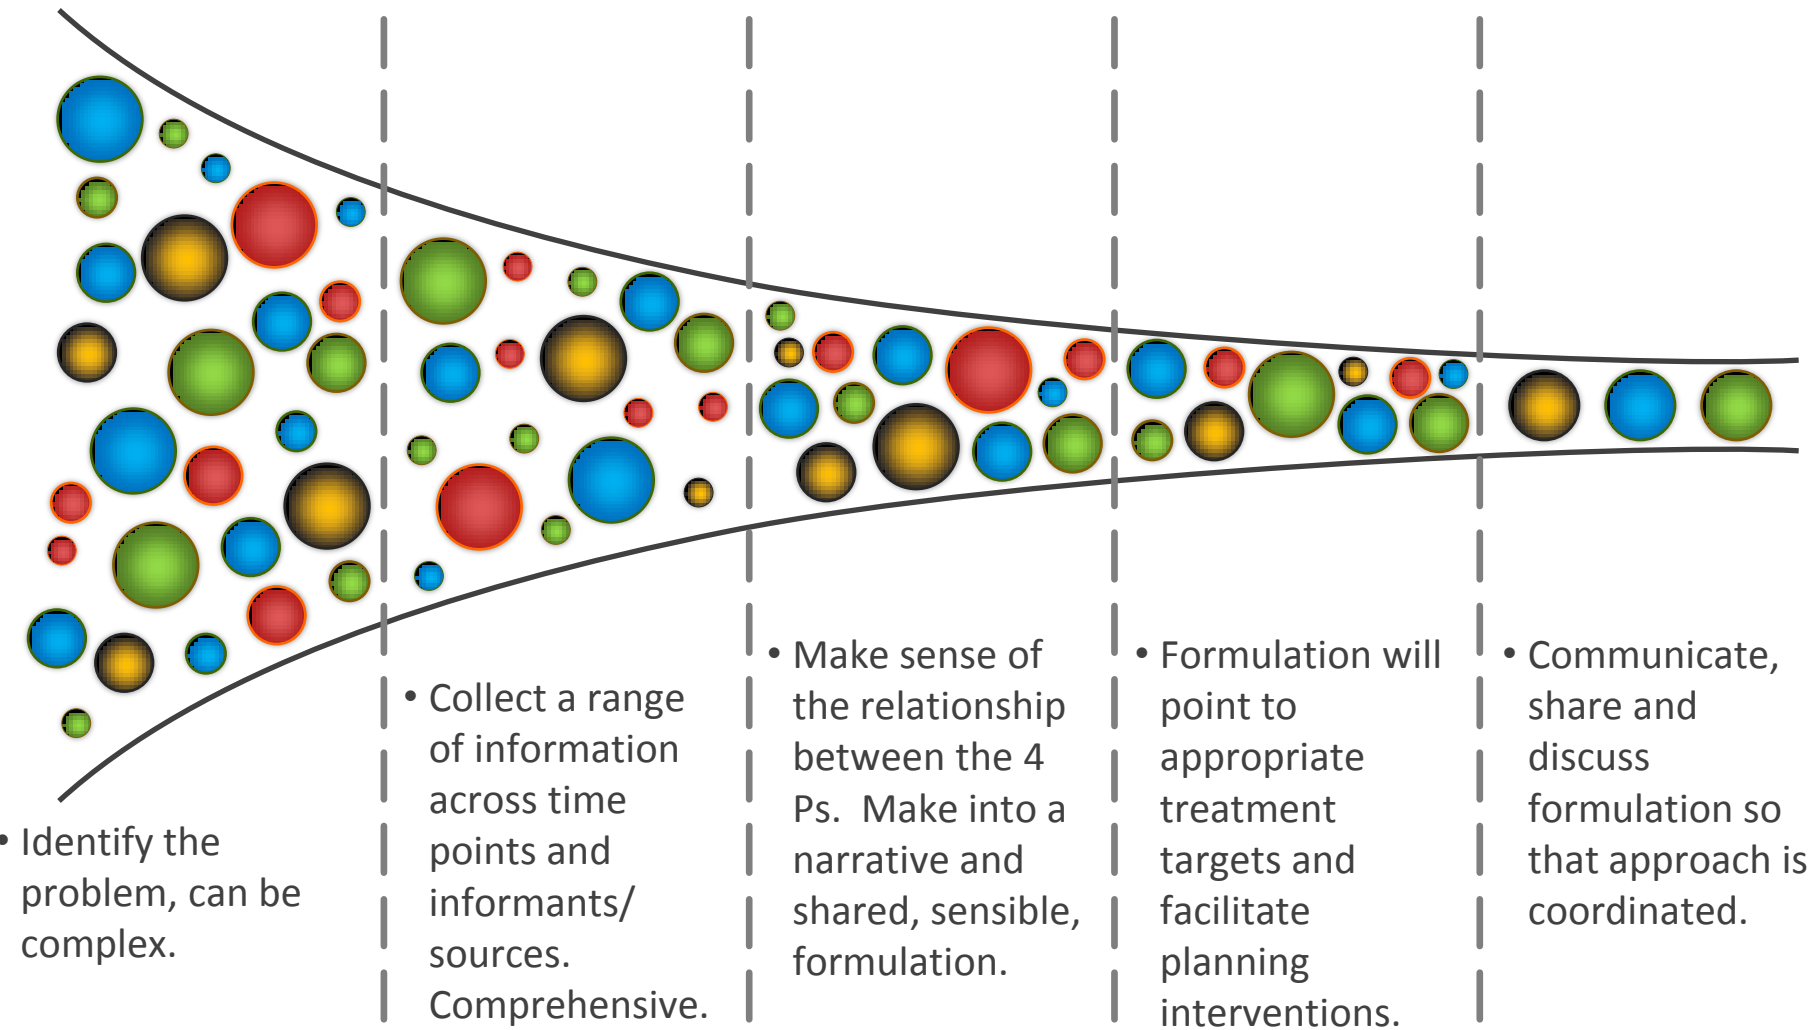 • Identify the
problem, can be
complex.
• Collect a range
of information
across time
points and
informants/
sources.
Comprehensive.
• Make sense of
the relationship
between the 4
Ps.  Make into a
narrative and
shared, sensible,
formulation.
• Formulation will
point to
appropriate
treatment
targets and
facilitate
planning
interventions.
• Communicate,
share and
discuss
formulation so
that approach is
coordinated.